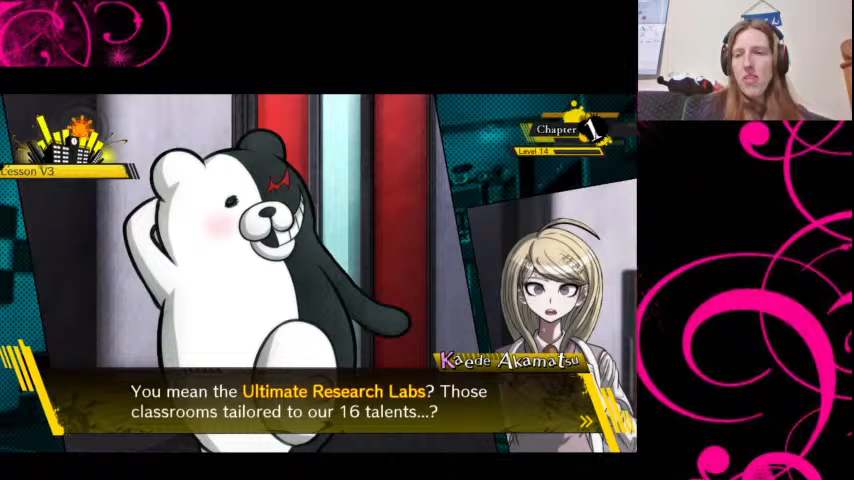 Chapter 1
Level 14
Lesson V3
Kaede Akamatsu
You mean the Ultimate Research Labs? Those
classrooms tailored to our 16 talents...?